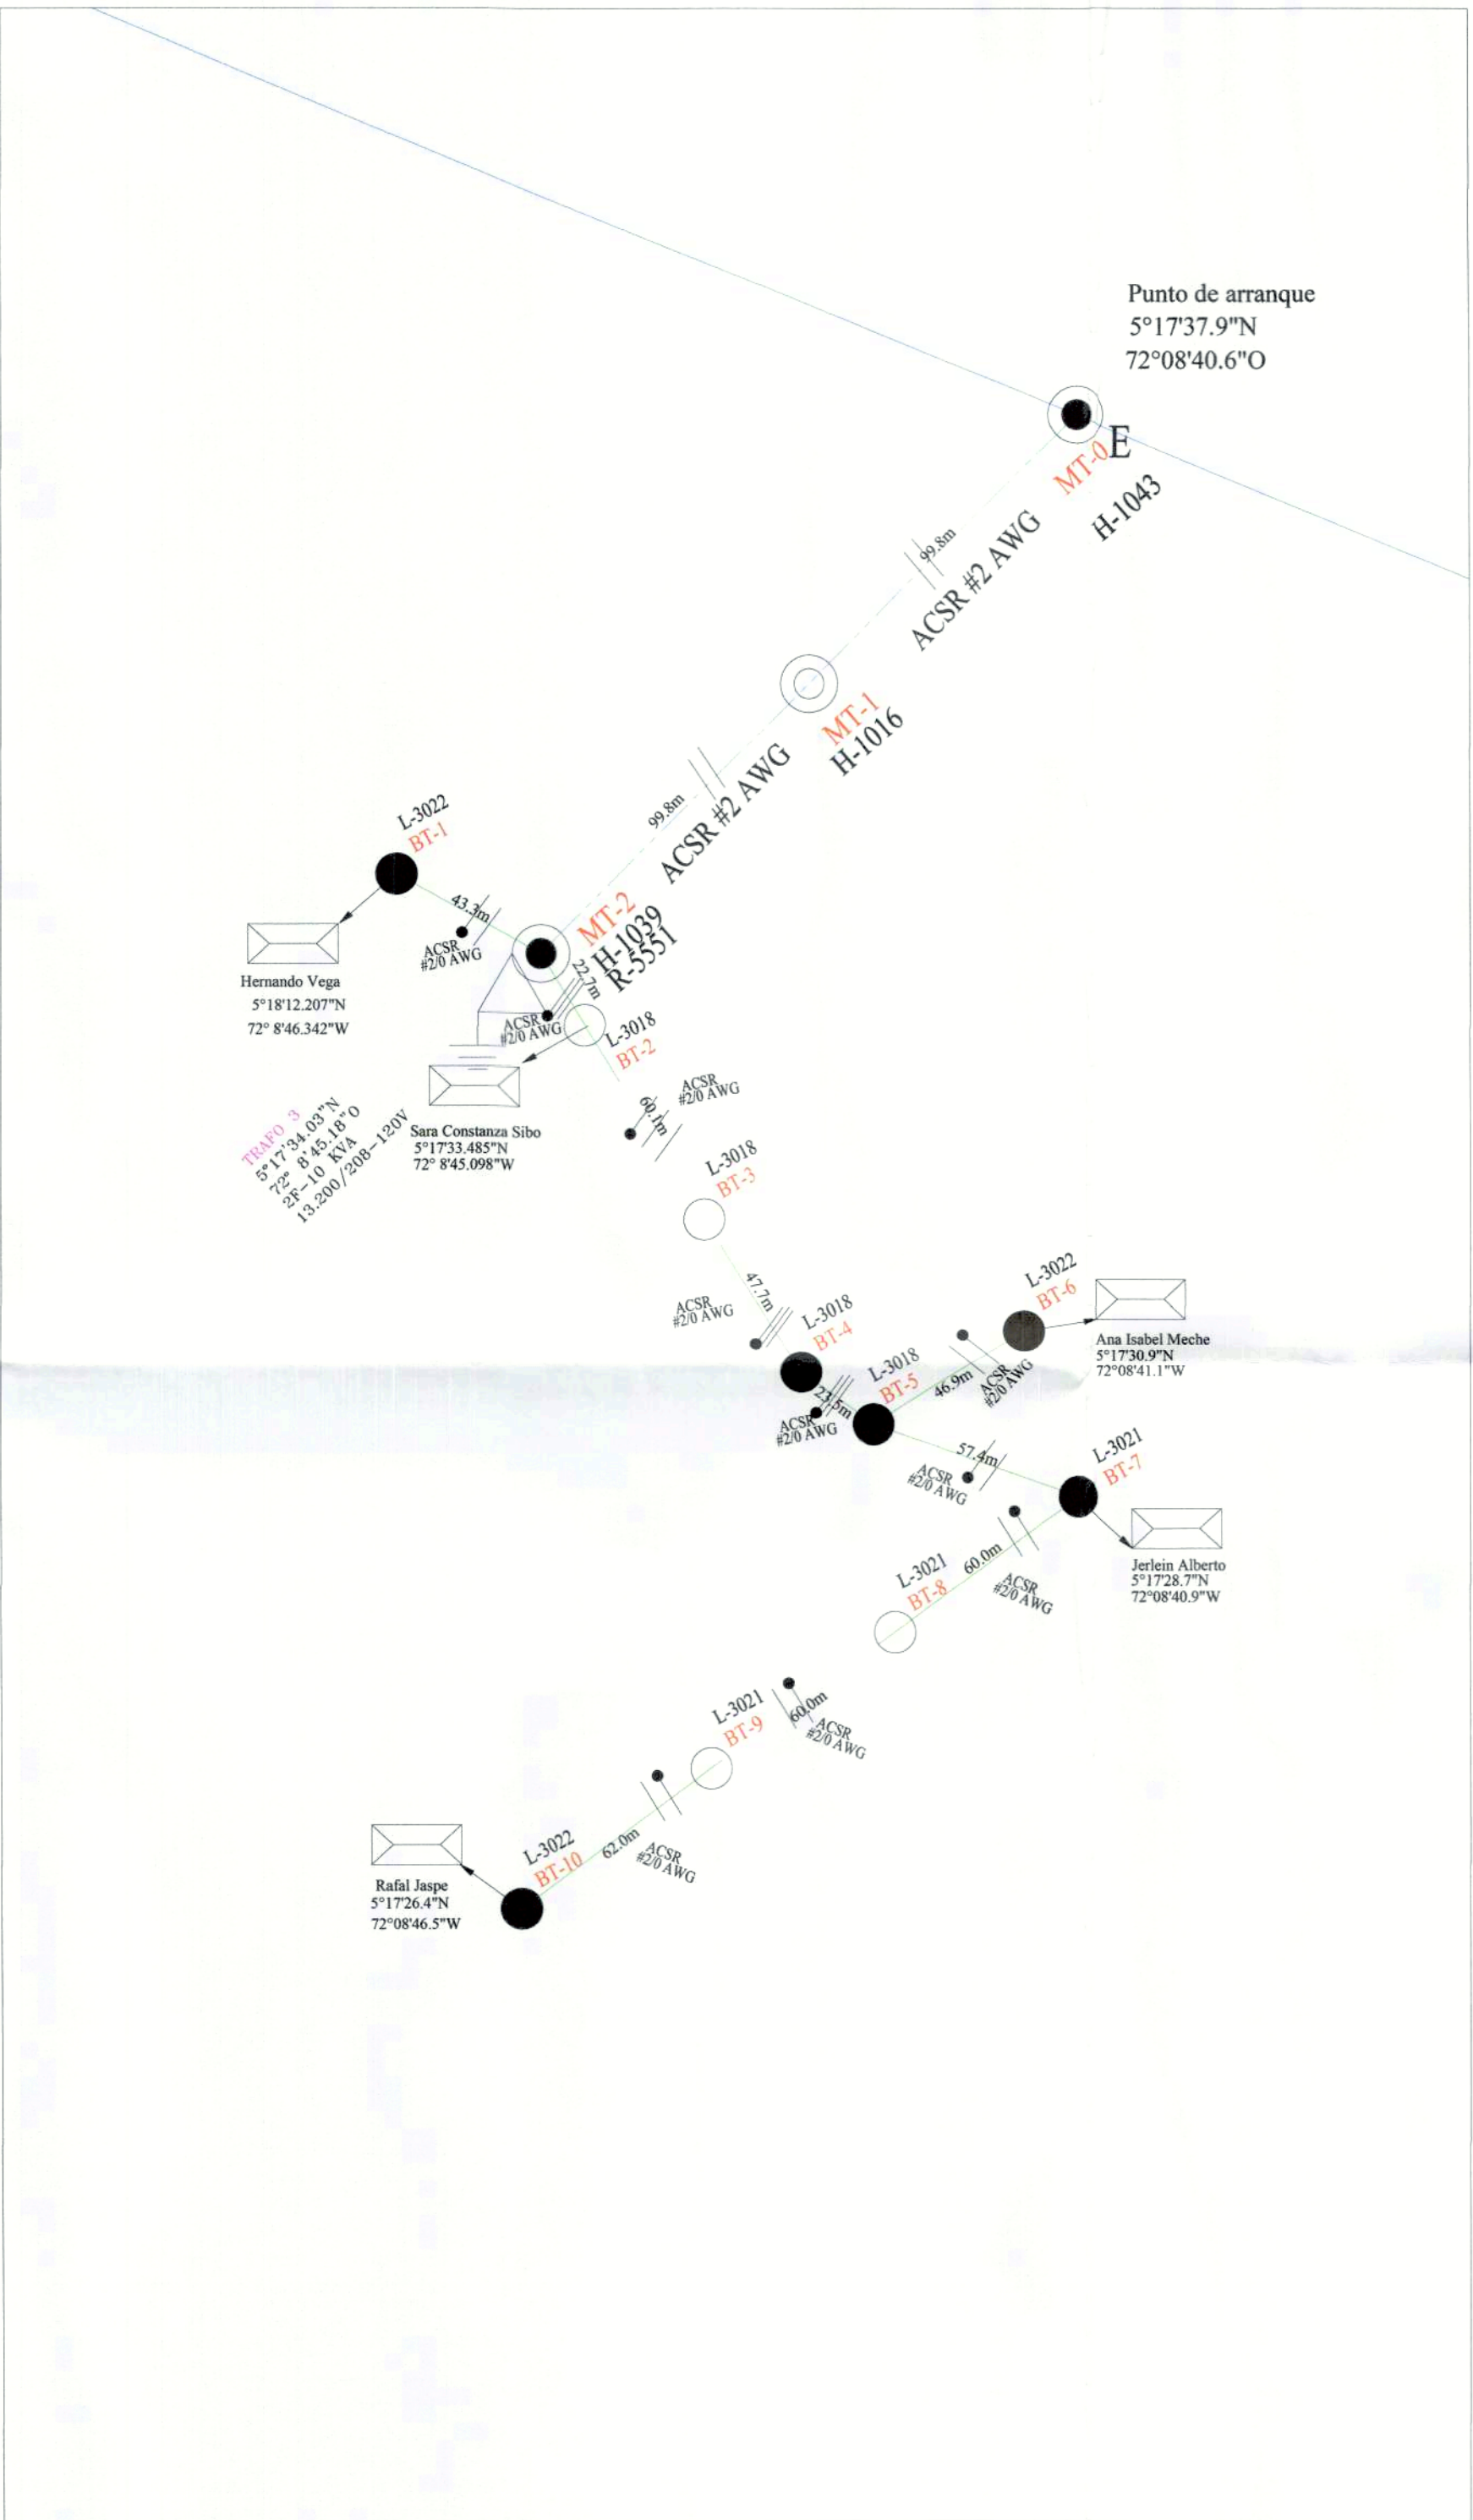 Punto de arranque
5°17'37.9"N
72°08'40.6"O
E
MT-0
H-1043
99.8m
ACSR #2 AWG
MT-1
H-1016
99.8m
ACSR #2 AWG
L-3022
BT-1
43.3m
ACSR
#2/0 AWG
MT-2
H-1039
R-5551
Hernando Vega
5°18'12.207"N
72° 8'46.342"W
22.7m
ACSR
#2/0 AWG
L-3018
BT-2
TRAFO 3
5°17'34.03"N
72° 8'45.18"O
2F-10 KVA
13.200/208-120V
Sara Constanza Sibo
5°17'33.485"N
72° 8'45.098"W
60.1m
ACSR
#2/0 AWG
L-3018
BT-3
47.7m
ACSR
#2/0 AWG
L-3018
BT-4
23.5m
ACSR
#2/0 AWG
L-3018
BT-5
L-3022
BT-6
46.9m
ACSR
#2/0 AWG
Ana Isabel Meche
5°17'30.9"N
72°08'41.1"W
57.4m
ACSR
#2/0 AWG
L-3021
BT-7
Jerlein Alberto
5°17'28.7"N
72°08'40.9"W
60.0m
ACSR
#2/0 AWG
L-3021
BT-8
60.0m
ACSR
#2/0 AWG
L-3021
BT-9
62.0m
ACSR
#2/0 AWG
L-3022
BT-10
Rafal Jaspe
5°17'26.4"N
72°08'46.5"W